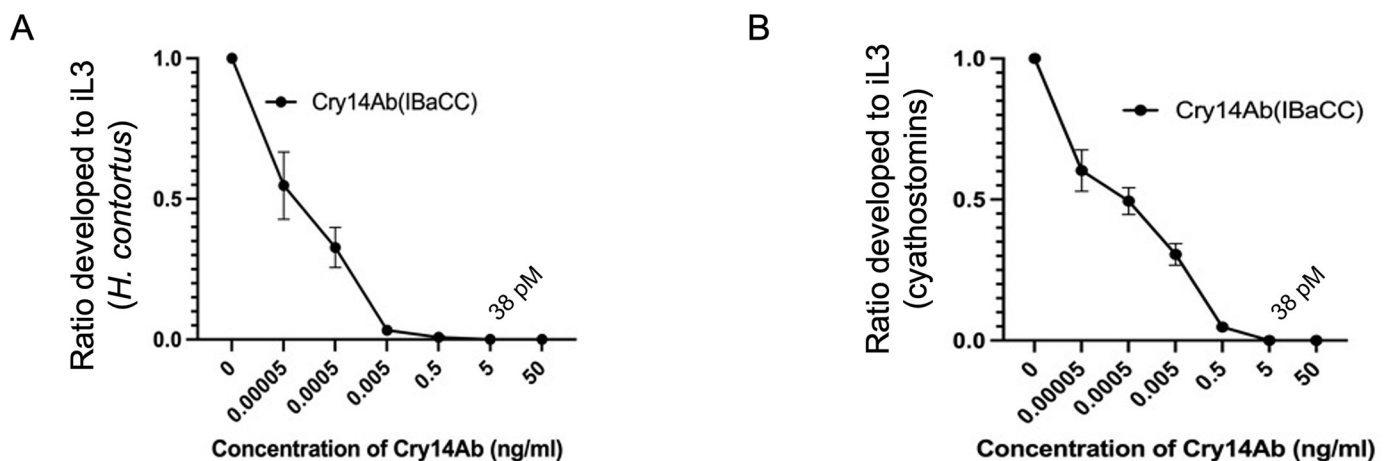 A
Ratio developed to iL3
(H. contortus)
1.0
0.5
0.0
Cry14Ab(IBaCC)
38 pM
0
0.00005
0.0005
0.005
0.5
5
50
Concentration of Cry14Ab (ng/ml)
B
Ratio developed to iL3
(cyathostomins)
1.0
0.5
0.0
Cry14Ab(IBaCC)
38 pM
0
0.00005
0.0005
0.005
0.5
5
50
Concentration of Cry14Ab (ng/ml)